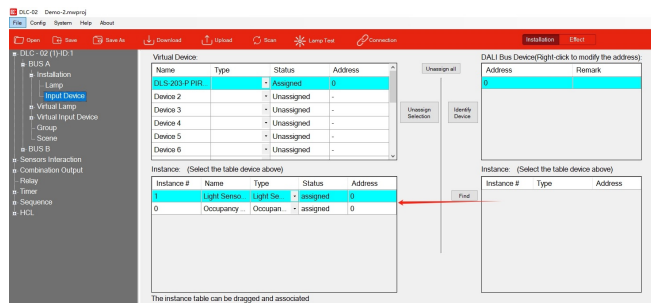 DLC-02 Demo-2.mwproj
File Config System Help About
Open Save Save As Download Upload Scan Lamp Test Connection Installation Effect
DLC - 02 (1)-ID:1
BUS A
Installation
Lamp
Input Device
Virtual Lamp
Virtual Input Device
Group
Scene
BUS B
Sensors Interaction
Combination Output
Relay
Timer
Sequence
HCL
Virtual Device:
Name Type Status Address
DLS-203-P PIR... Assigned 0
Device 2 Unassigned -
Device 3 Unassigned -
Device 4 Unassigned -
Device 5 Unassigned -
Device 6 Unassigned -
Unassign all
Unassign Selection
Identify Device
DALI Bus Device(Right-click to modify the address):
Address Remark
0
Instance: (Select the table device above)
Instance # Name Type Status Address
1 Light Senso... Light Se... assigned 0
0 Occupancy ... Occupan... assigned 0
Find
Instance: (Select the table device above)
Instance # Type Address
The instance table can be dragged and associated